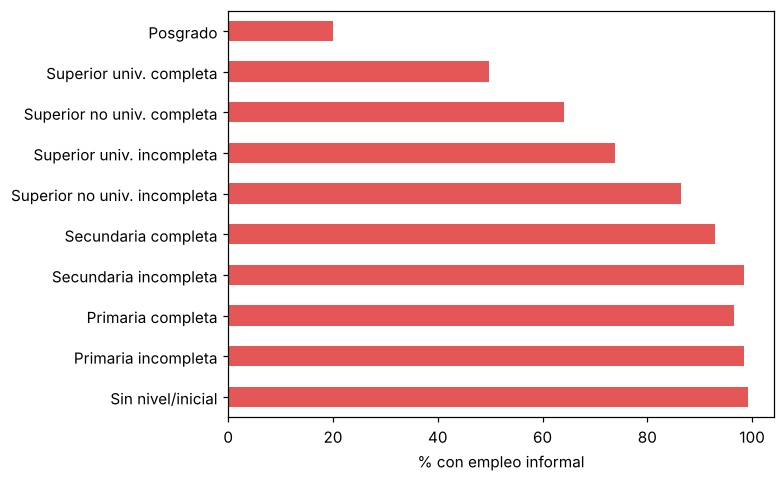 Posgrado
Superior univ. completa
Superior no univ. completa
Superior univ. incompleta
Superior no univ. incompleta
Secundaria completa
Secundaria incompleta
Primaria completa
Primaria incompleta
Sin nivel/inicial
0 20 40 60 80 100
% con empleo informal